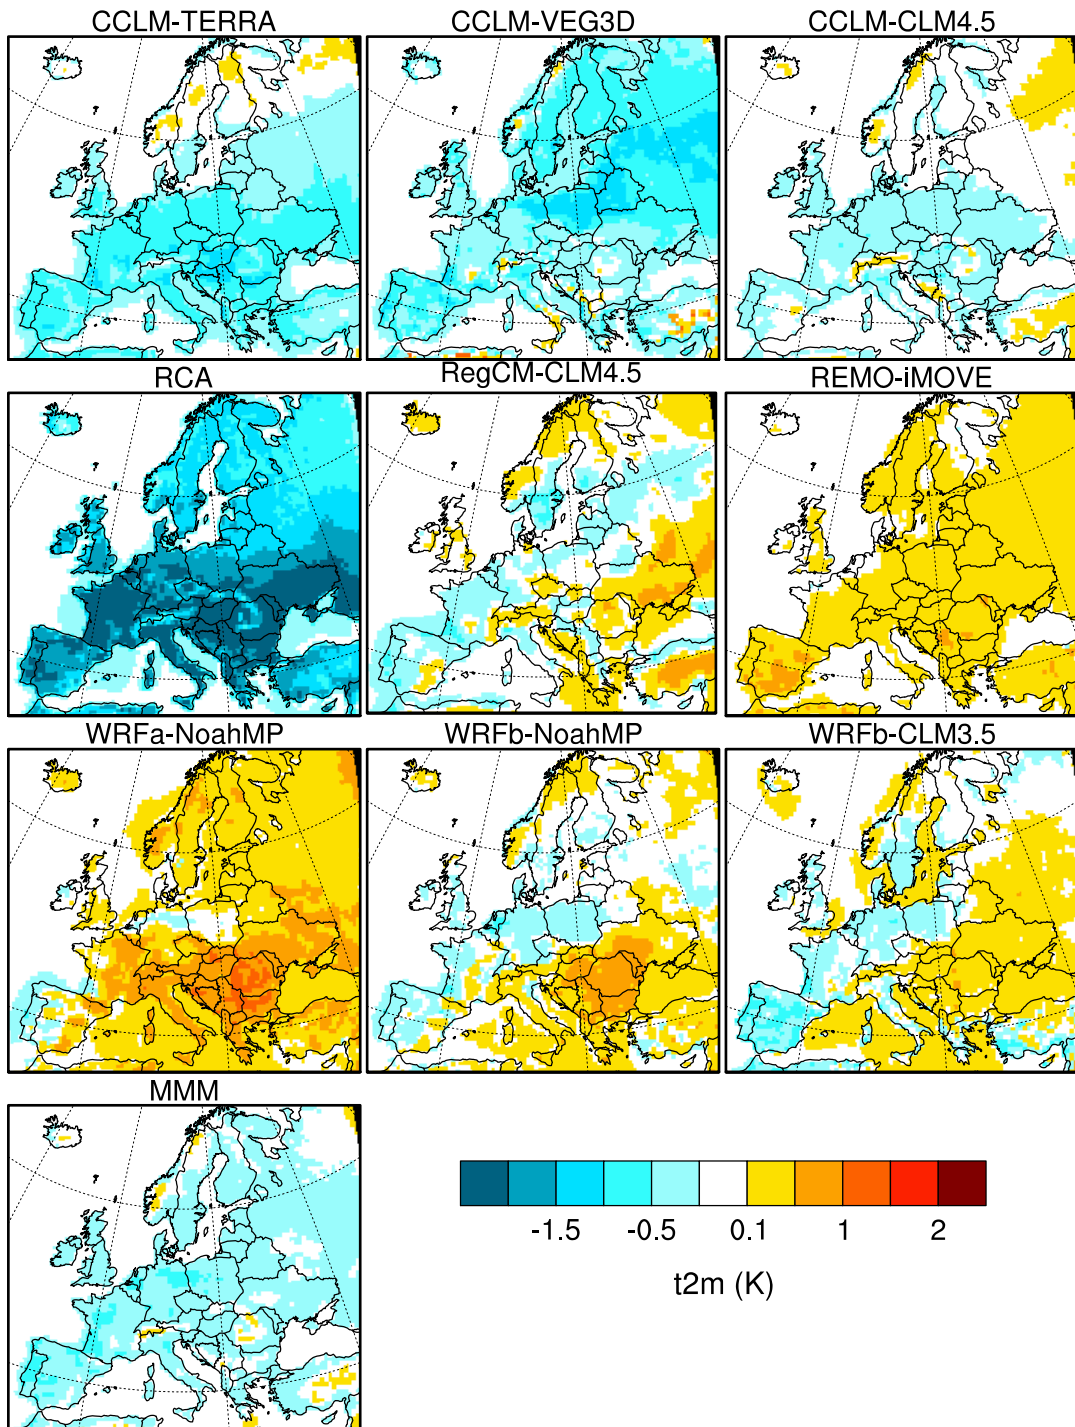 CCLM-TERRA CCLM-VEG3D CCLM-CLM4.5
RCA RegCM-CLM4.5 REMO-iMOVE
WRFa-NoahMP WRFb-NoahMP WRFb-CLM3.5
MMM
-1.5 -0.5 0.1 1 2
t2m (K)